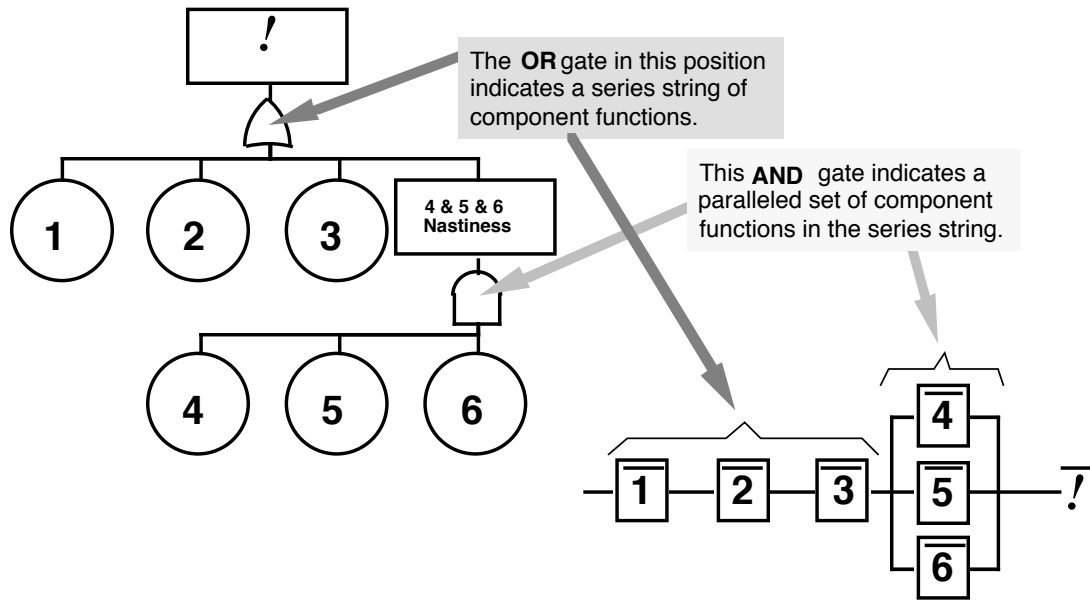 !
The OR gate in this position
indicates a series string of
component functions.
This AND gate indicates a
paralleled set of component
functions in the series string.
1
2
3
4 & 5 & 6
Nastiness
4
5
6
4̅
1̅
2̅
3̅
5̅
!̅
6̅